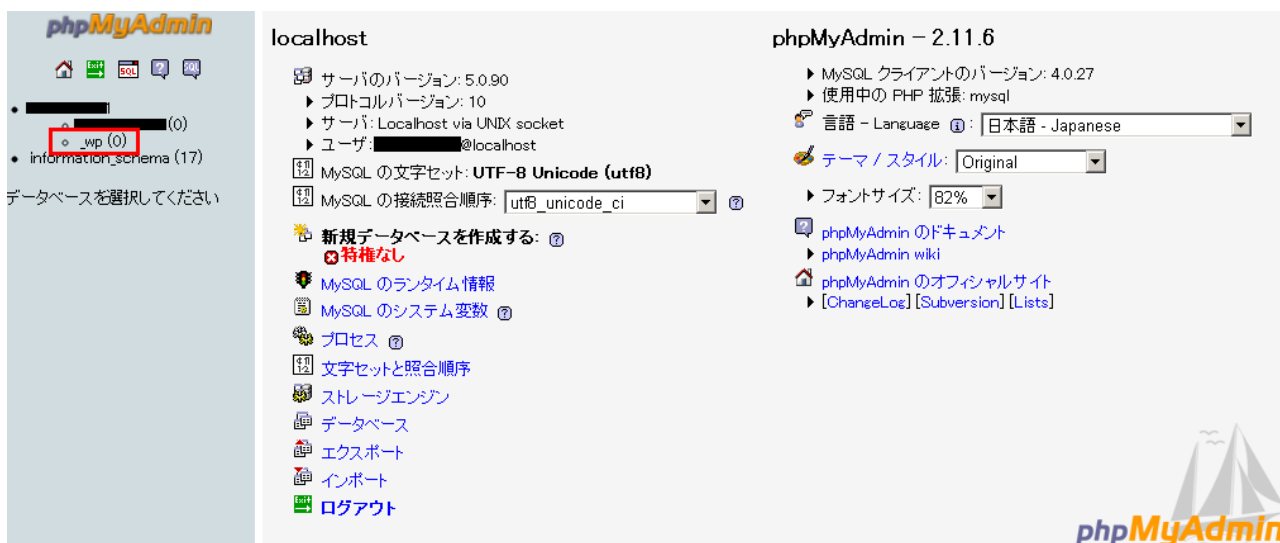 phpMyAdmin
(0)
_wp (0)
information_schema (17)
データベースを選択してください
localhost
サーバのバージョン: 5.0.90
プロトコルバージョン: 10
サーバ: Localhost via UNIX socket
ユーザ: @localhost
MySQL の文字セット: UTF-8 Unicode (utf8)
MySQL の接続照合順序: utf8_unicode_ci
新規データベースを作成する:
特権なし
MySQL のランタイム情報
MySQL のシステム変数
プロセス
文字セットと照合順序
ストレージエンジン
データベース
エクスポート
インポート
Exit ログアウト
phpMyAdmin - 2.11.6
MySQL クライアントのバージョン: 4.0.27
使用中の PHP 拡張: mysql
言語 - Language : 日本語 - Japanese
テーマ / スタイル: Original
フォントサイズ: 82%
phpMyAdmin のドキュメント
phpMyAdmin wiki
phpMyAdmin のオフィシャルサイト
[ChangeLog] [Subversion] [Lists]
phpMyAdmin